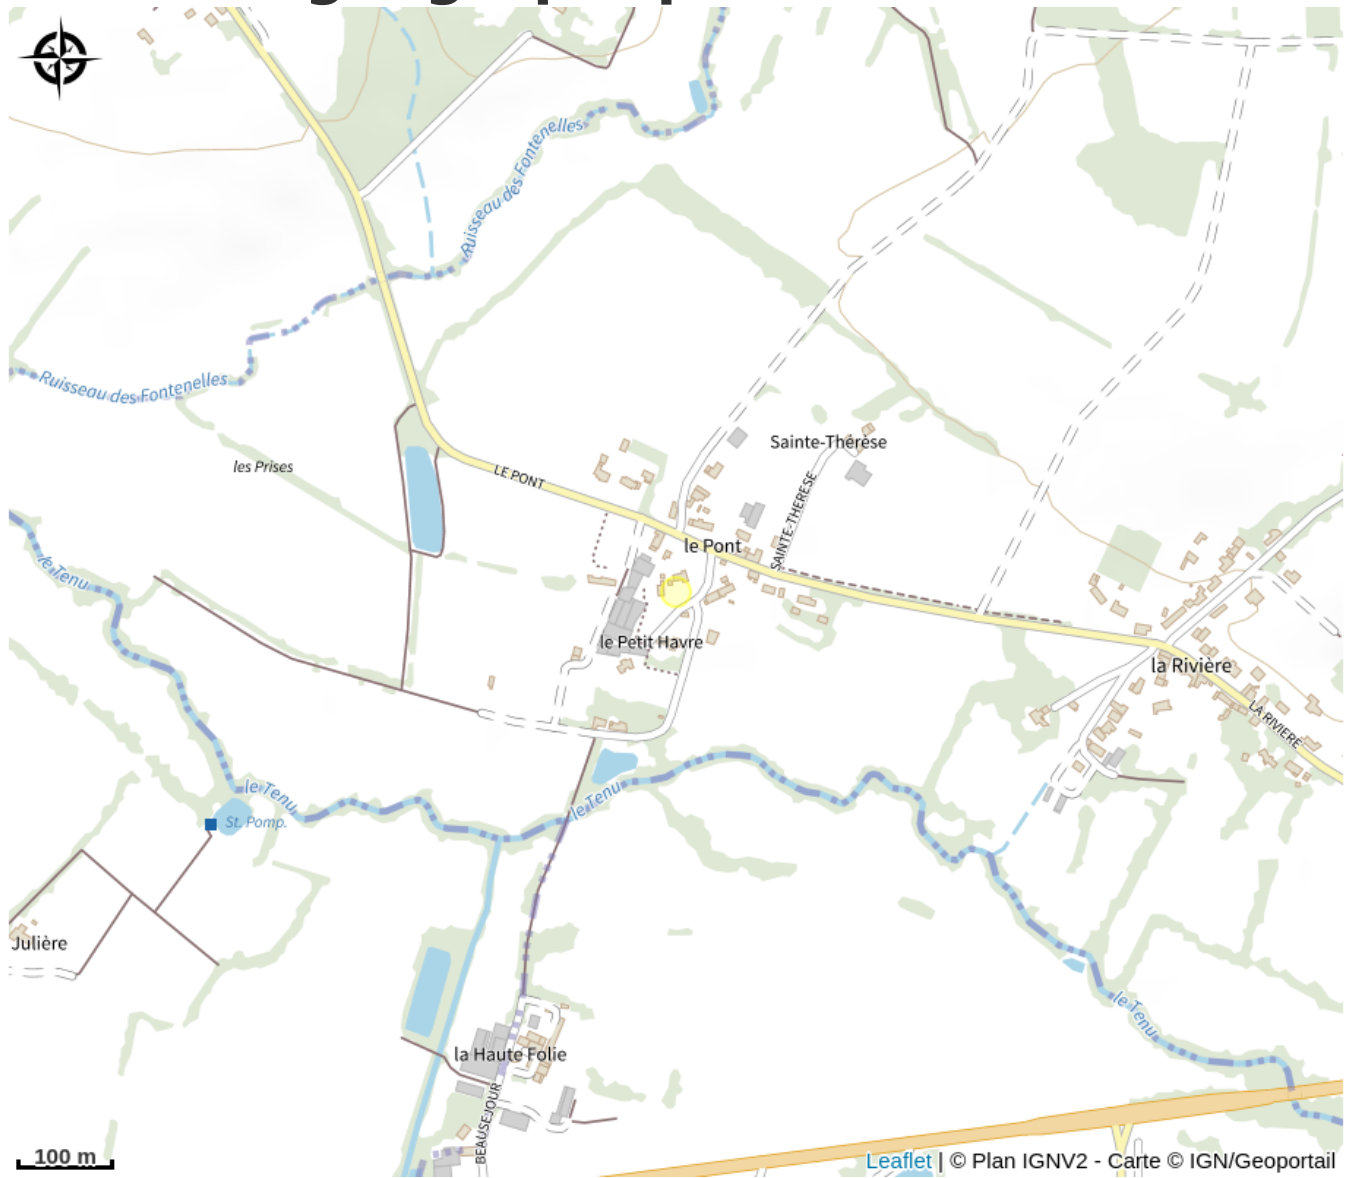 Ruisseau des Fontenelles
Ruisseau des Fontenelles
les Prises
LE PONT
Sainte-Thérèse
SAINTE-THERESE
le Pont
le Tenu
le Petit Havre
la Rivière
LA RIVIERE
le Tenu
le Tenu
St. Pomp.
Julière
le Tenu
la Haute Folie
BEAUSEJOUR
100 m
Leaflet | © Plan IGNV2 - Carte © IGN/Geoportail